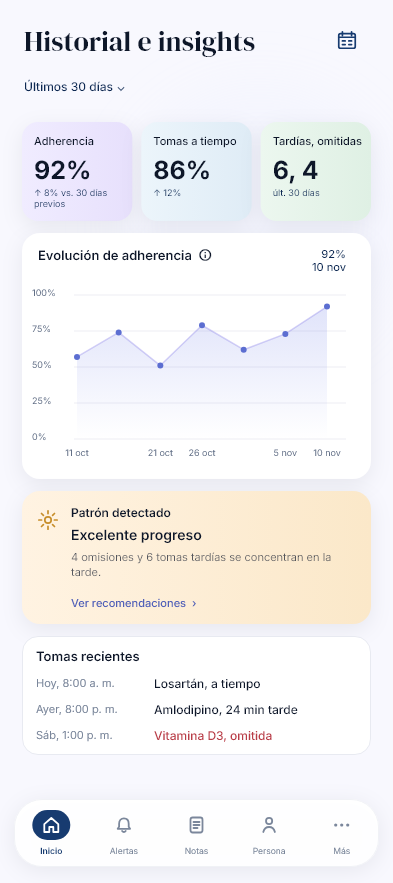 Historial e insights
Últimos 30 días
Adherencia
92%
↑ 8% vs. 30 días
previos
Tomas a tiempo
86%
↑ 12%
Tardías, omitidas
6, 4
últ. 30 días
Evolución de adherencia
92%
10 nov
100%
75%
50%
25%
0%
11 oct
21 oct
26 oct
5 nov
10 nov
Patrón detectado
Excelente progreso
4 omisiones y 6 tomas tardías se concentran en la
tarde.
Ver recomendaciones ›
Tomas recientes
Hoy, 8:00 a. m.
Losartán, a tiempo
Ayer, 8:00 p. m.
Amlodipino, 24 min tarde
Sáb, 1:00 p. m.
Vitamina D3, omitida
Inicio
Alertas
Notas
Persona
Más